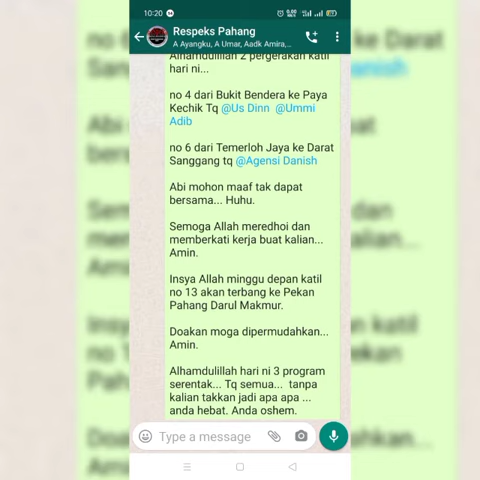 10:20
Respeks Pahang
A Ayangku, A Umar, Aadk Amira,...
Alhamdulillah 2 pergerakan katil
hari ni...
no 4 dari Bukit Bendera ke Paya
Kechik Tq @Us Dinn @Ummi
Adib
no 6 dari Temerloh Jaya ke Darat
Sanggang tq @Agensi Danish
Abi mohon maaf tak dapat
bersama... Huhu.
Semoga Allah meredhoi dan
memberkati kerja buat kalian...
Amin.
Insya Allah minggu depan katil
no 13 akan terbang ke Pekan
Pahang Darul Makmur.
Doakan moga dipermudahkan...
Amin.
Alhamdulillah hari ni 3 program
serentak... Tq semua... tanpa
kalian takkan jadi apa apa ...
anda hebat. Anda oshem.
Type a message